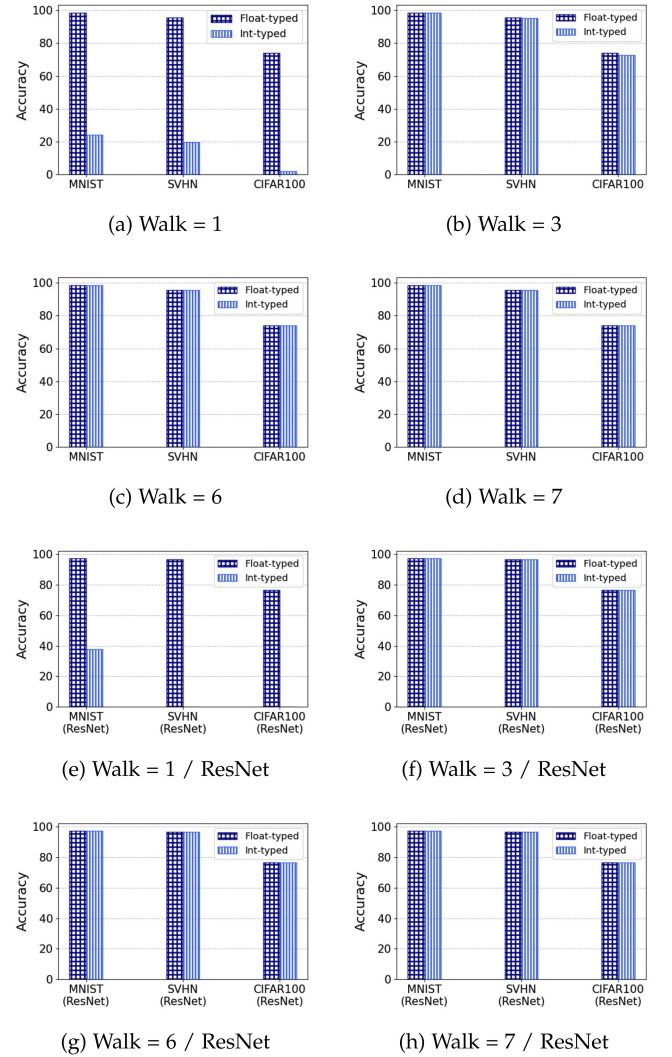 100
80
60
40
20
0
Accuracy
Float-typed
Int-typed
MNIST
SVHN
CIFAR100
(a) Walk = 1
100
80
60
40
20
0
Accuracy
Float-typed
Int-typed
MNIST
SVHN
CIFAR100
(b) Walk = 3
100
80
60
40
20
0
Accuracy
Float-typed
Int-typed
MNIST
SVHN
CIFAR100
(c) Walk = 6
100
80
60
40
20
0
Accuracy
Float-typed
Int-typed
MNIST
SVHN
CIFAR100
(d) Walk = 7
100
80
60
40
20
0
Accuracy
Float-typed
Int-typed
MNIST
(ResNet)
SVHN
(ResNet)
CIFAR100
(ResNet)
(e) Walk = 1 / ResNet
100
80
60
40
20
0
Accuracy
Float-typed
Int-typed
MNIST
(ResNet)
SVHN
(ResNet)
CIFAR100
(ResNet)
(f) Walk = 3 / ResNet
100
80
60
40
20
0
Accuracy
Float-typed
Int-typed
MNIST
(ResNet)
SVHN
(ResNet)
CIFAR100
(ResNet)
(g) Walk = 6 / ResNet
100
80
60
40
20
0
Accuracy
Float-typed
Int-typed
MNIST
(ResNet)
SVHN
(ResNet)
CIFAR100
(ResNet)
(h) Walk = 7 / ResNet